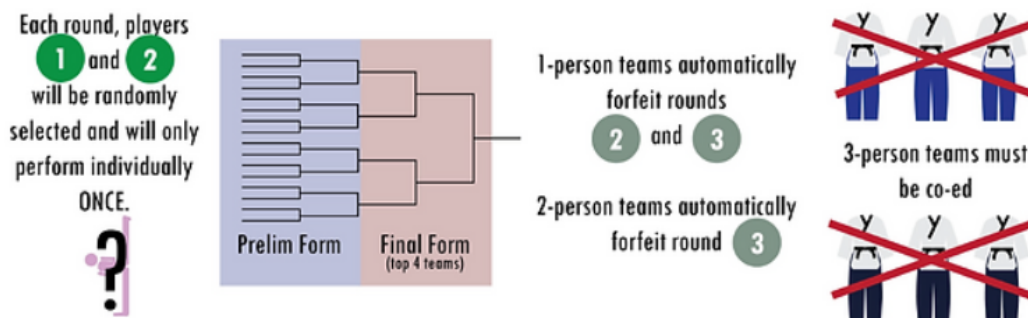 Each round, players
1 and 2
will be randomly
selected and will only
perform individually
ONCE.
?
Prelim Form
Final Form
(top 4 teams)
1-person teams automatically
forfeit rounds
2 and 3
2-person teams automatically
forfeit round 3
3-person teams must
be co-ed